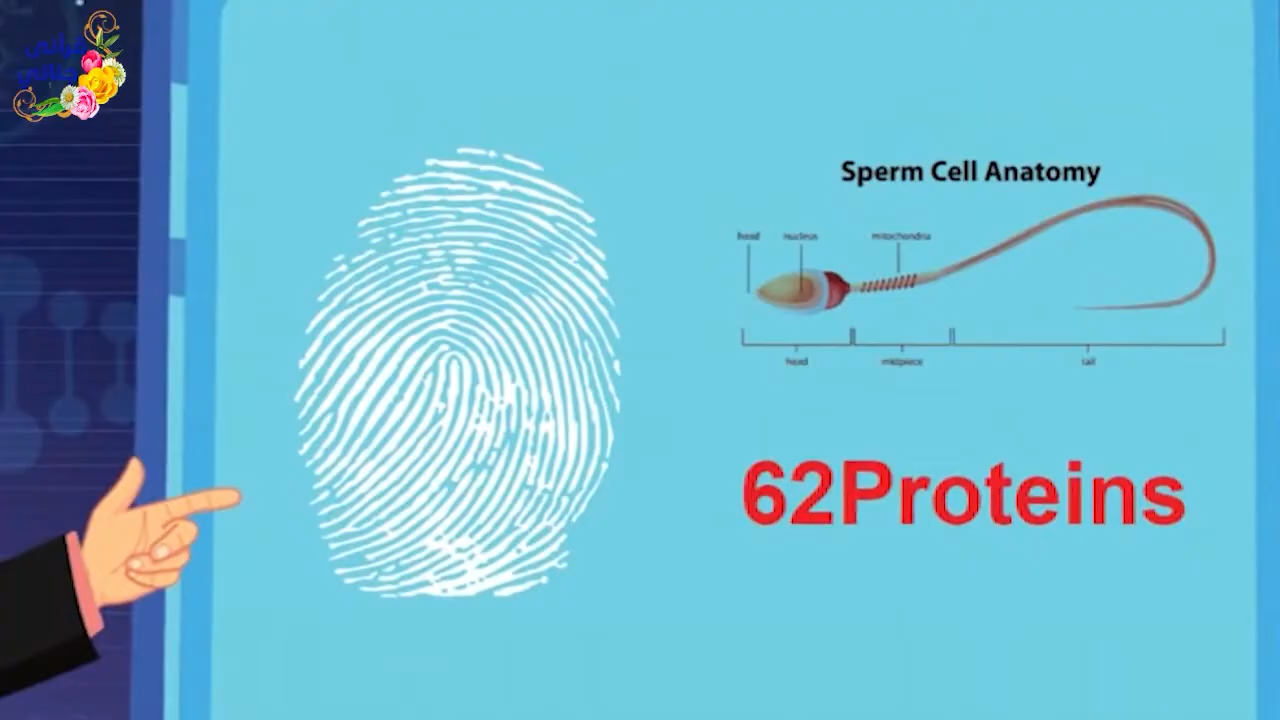 Sperm Cell Anatomy
head nucleus mitochondria
head midpiece tail
62Proteins